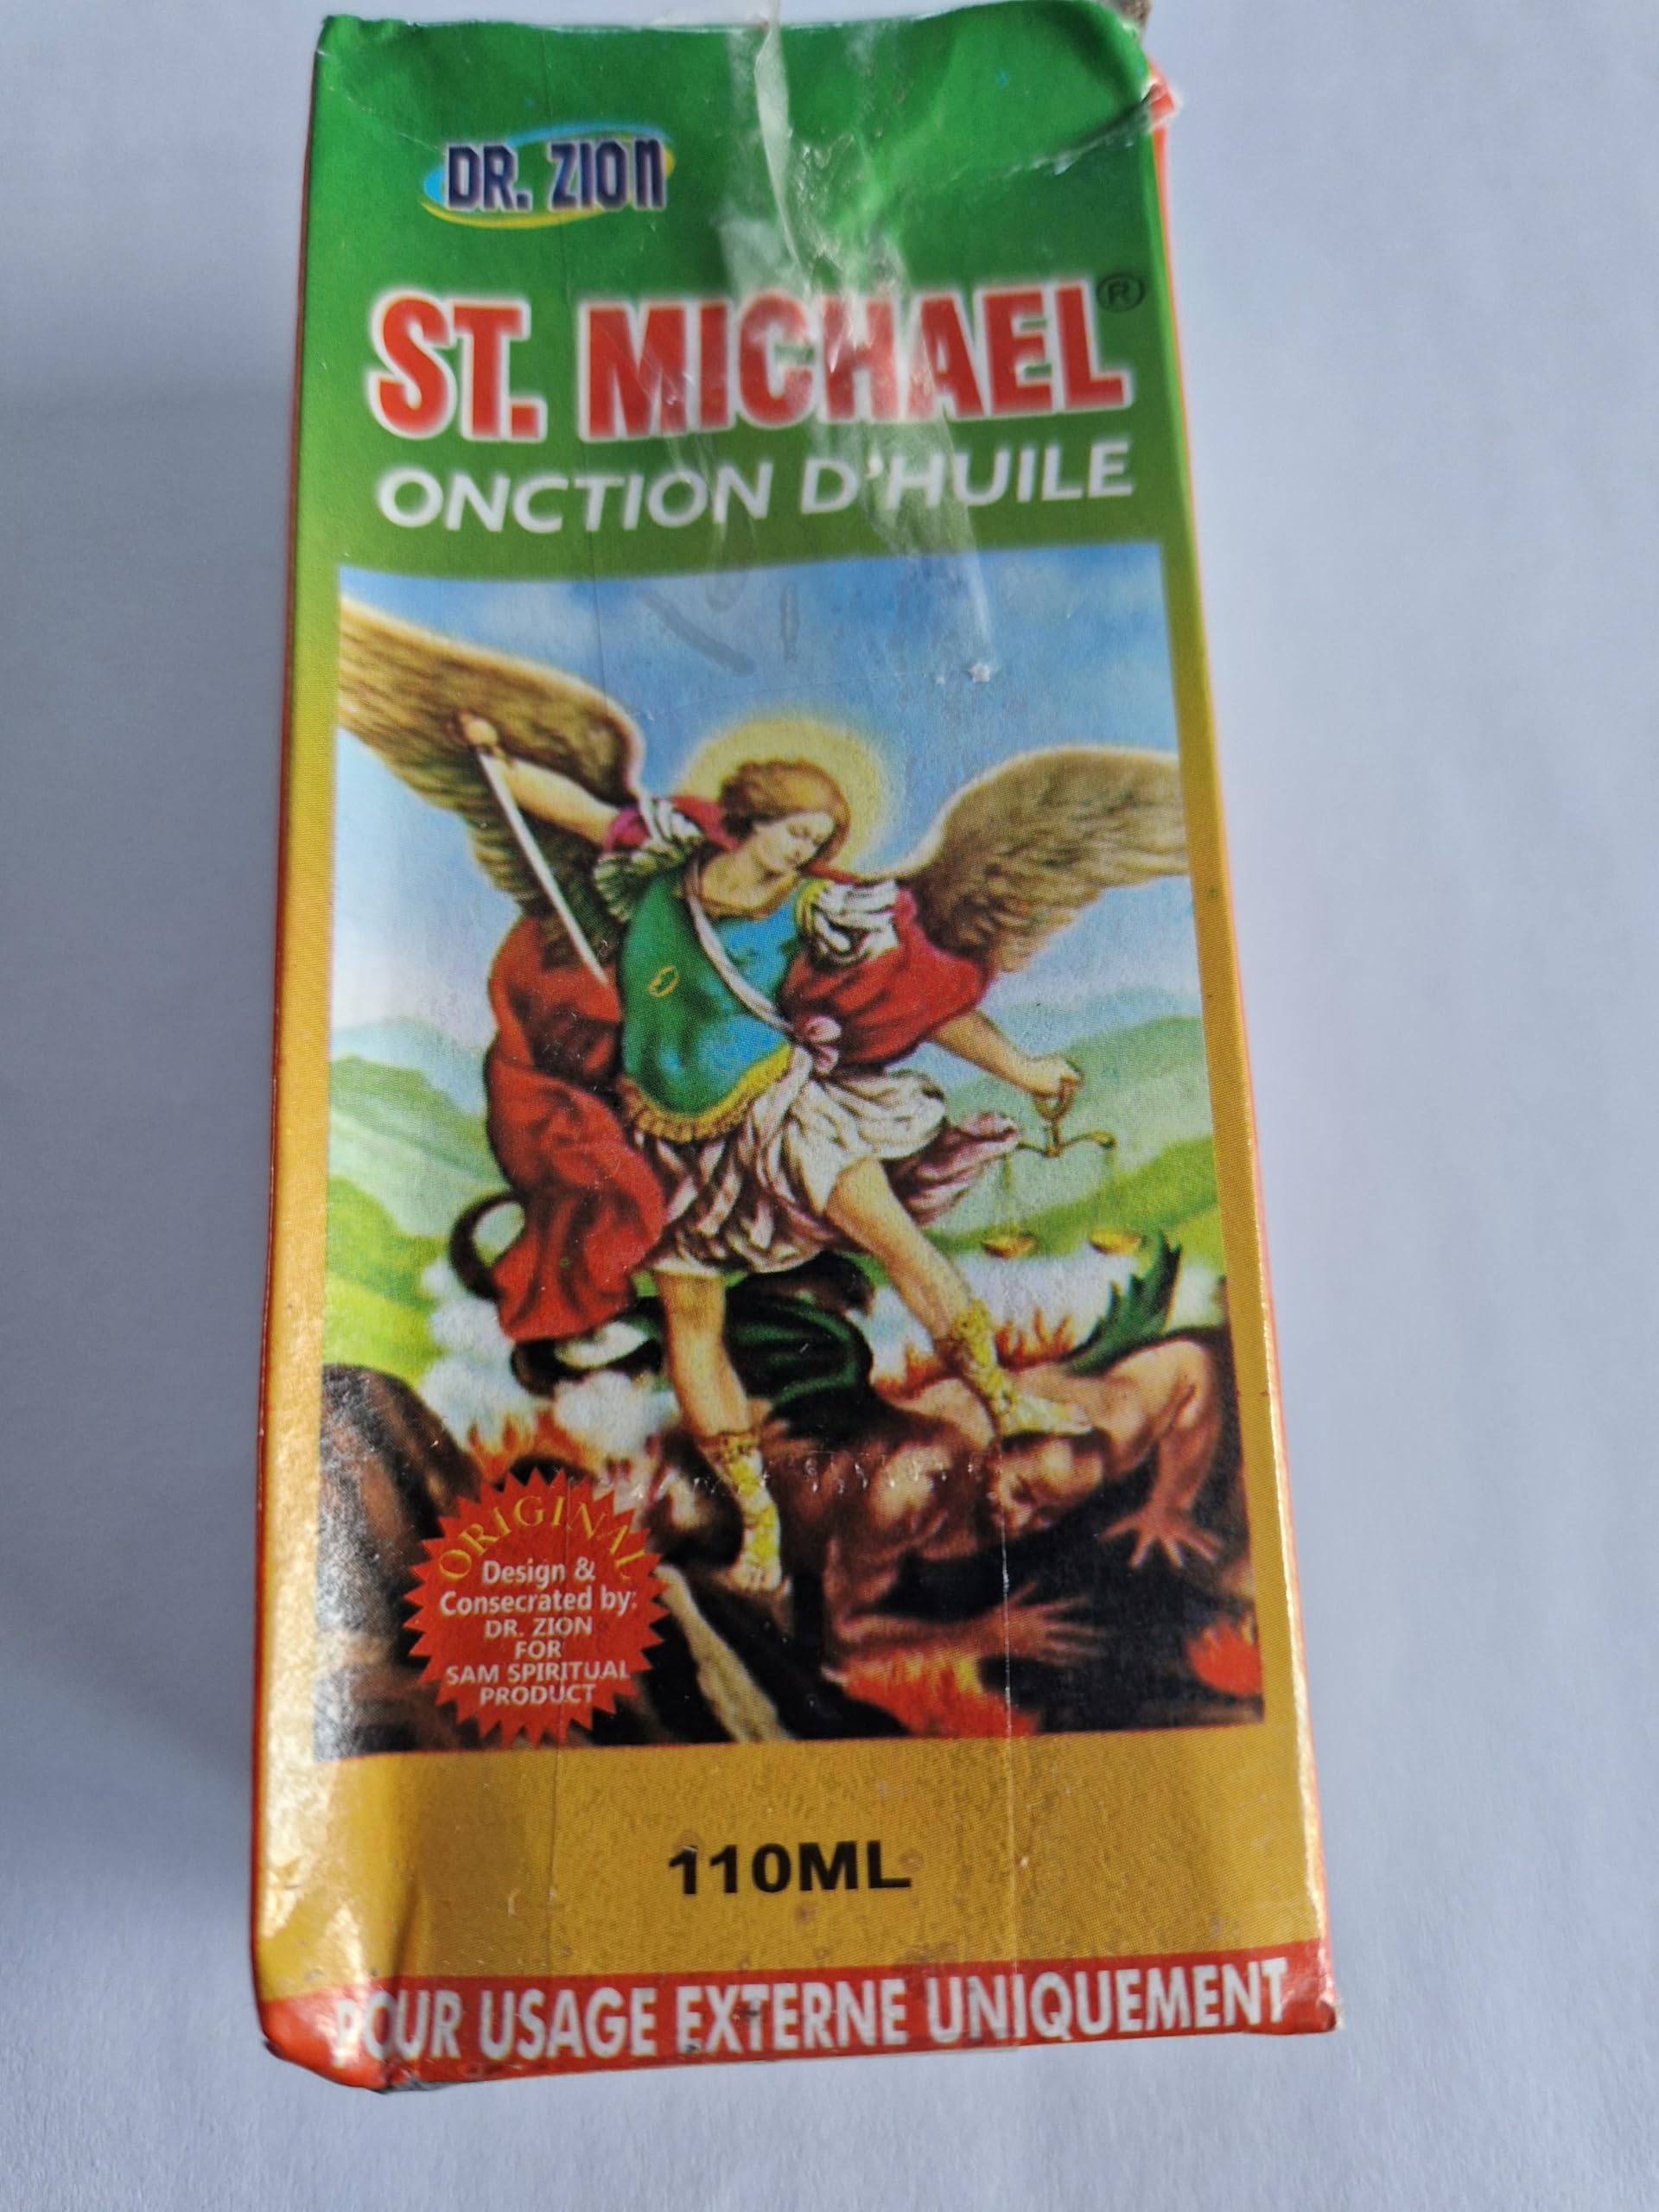 DR. ZION
ST. MICHAEL®
ONCTION D'HUILE
ORIGINAL
Design &
Consecrated by:
DR. ZION
FOR
SAM SPIRITUAL
PRODUCT
110ML
POUR USAGE EXTERNE UNIQUEMENT